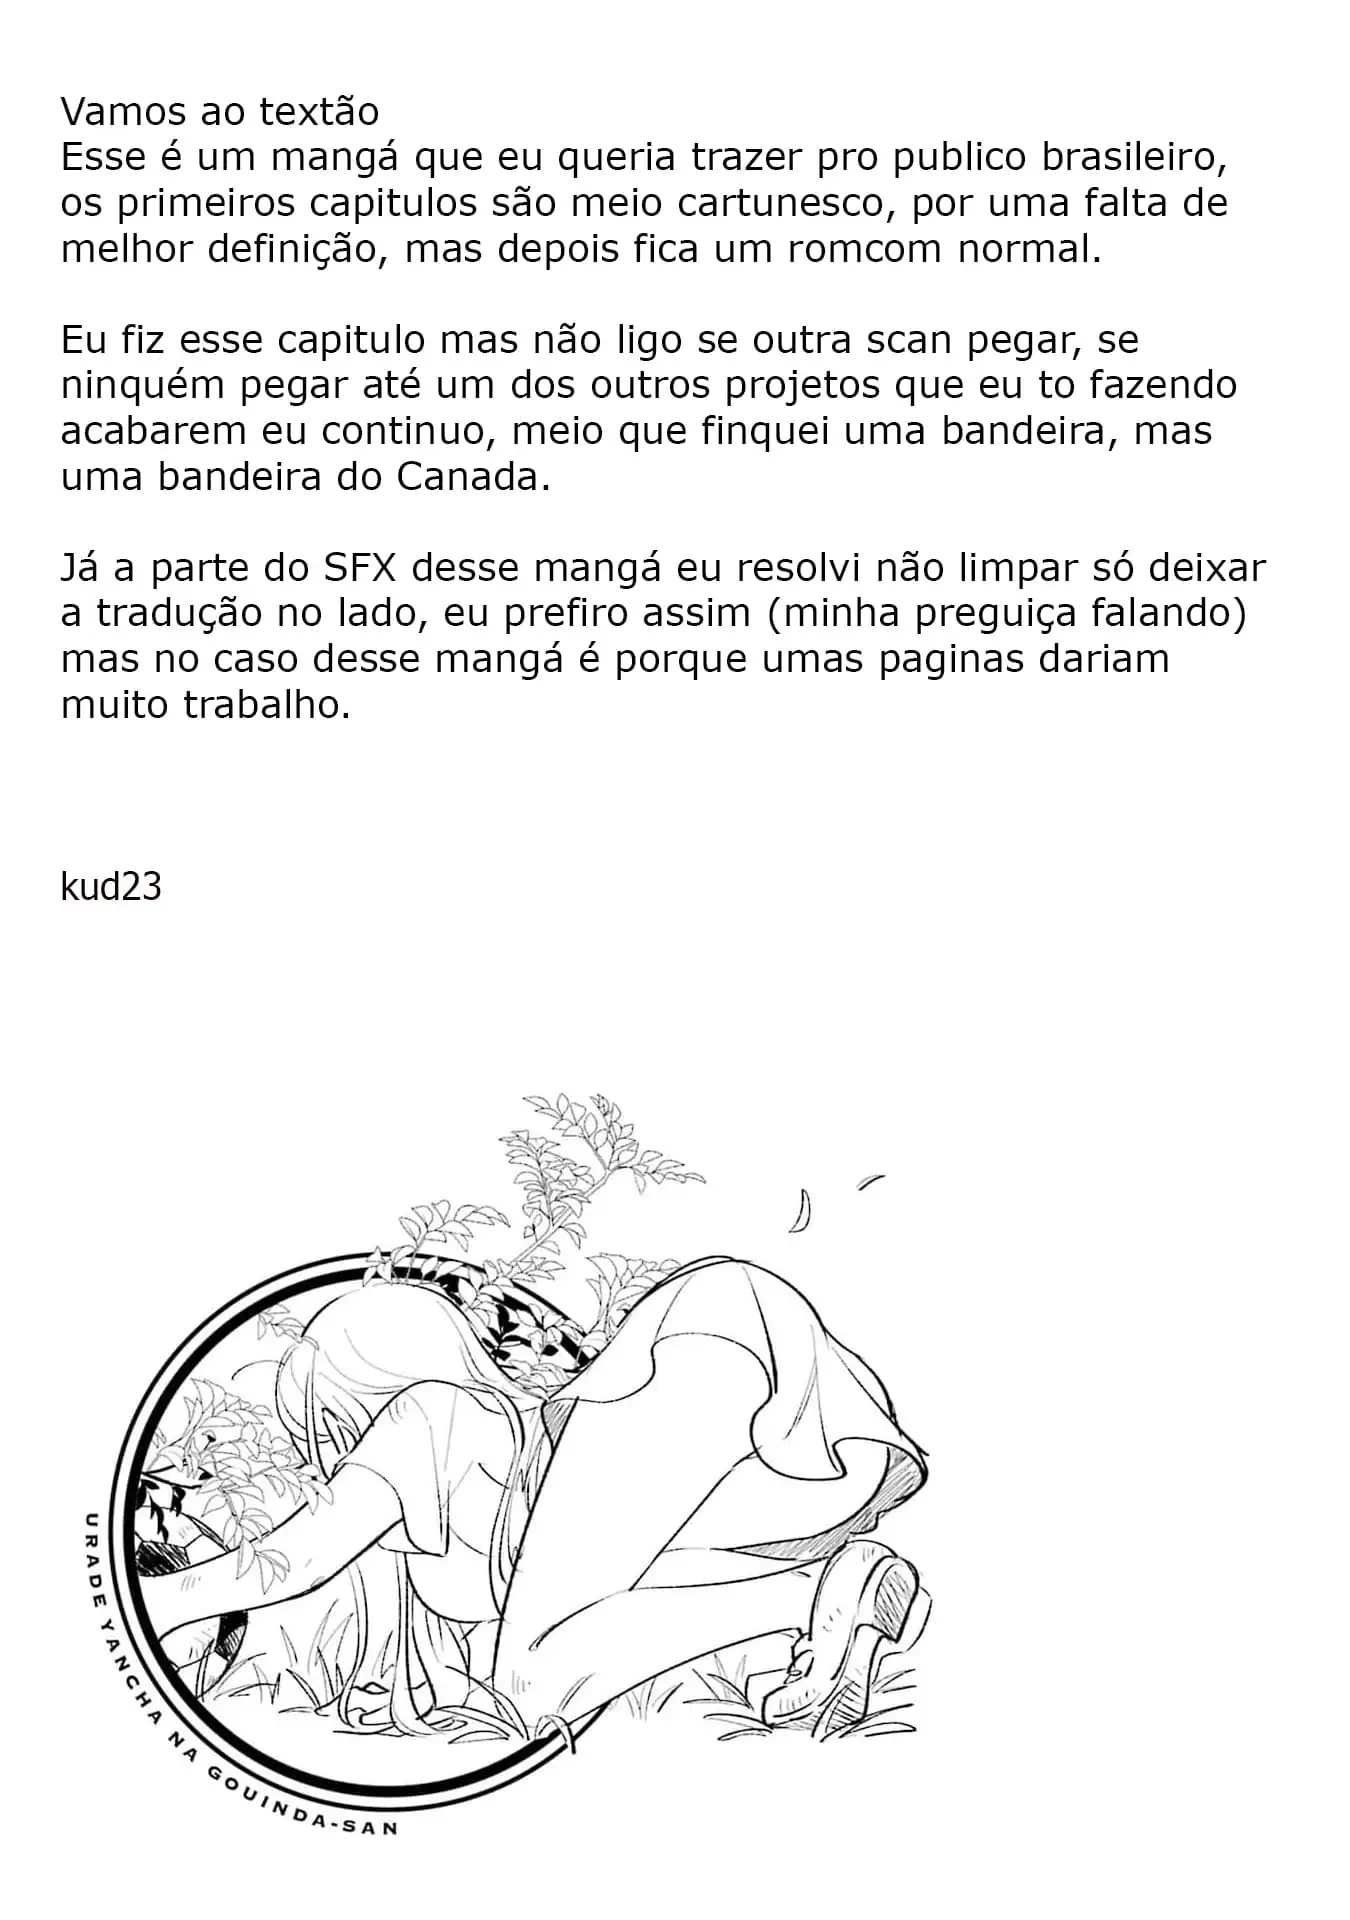 Vamos ao textão
Esse é um mangá que eu queria trazer pro publico brasileiro,
os primeiros capitulos são meio cartunesco, por uma falta de
melhor definição, mas depois fica um romcom normal.
Eu fiz esse capitulo mas não ligo se outra scan pegar, se
ninquém pegar até um dos outros projetos que eu to fazendo
acabarem eu continuo, meio que finquei uma bandeira, mas
uma bandeira do Canada.
Já a parte do SFX desse mangá eu resolvi não limpar só deixar
a tradução no lado, eu prefiro assim (minha preguiça falando)
mas no caso desse mangá é porque umas paginas dariam
muito trabalho.
kud23
URADE YANCHA NA GOUINDA-SAN